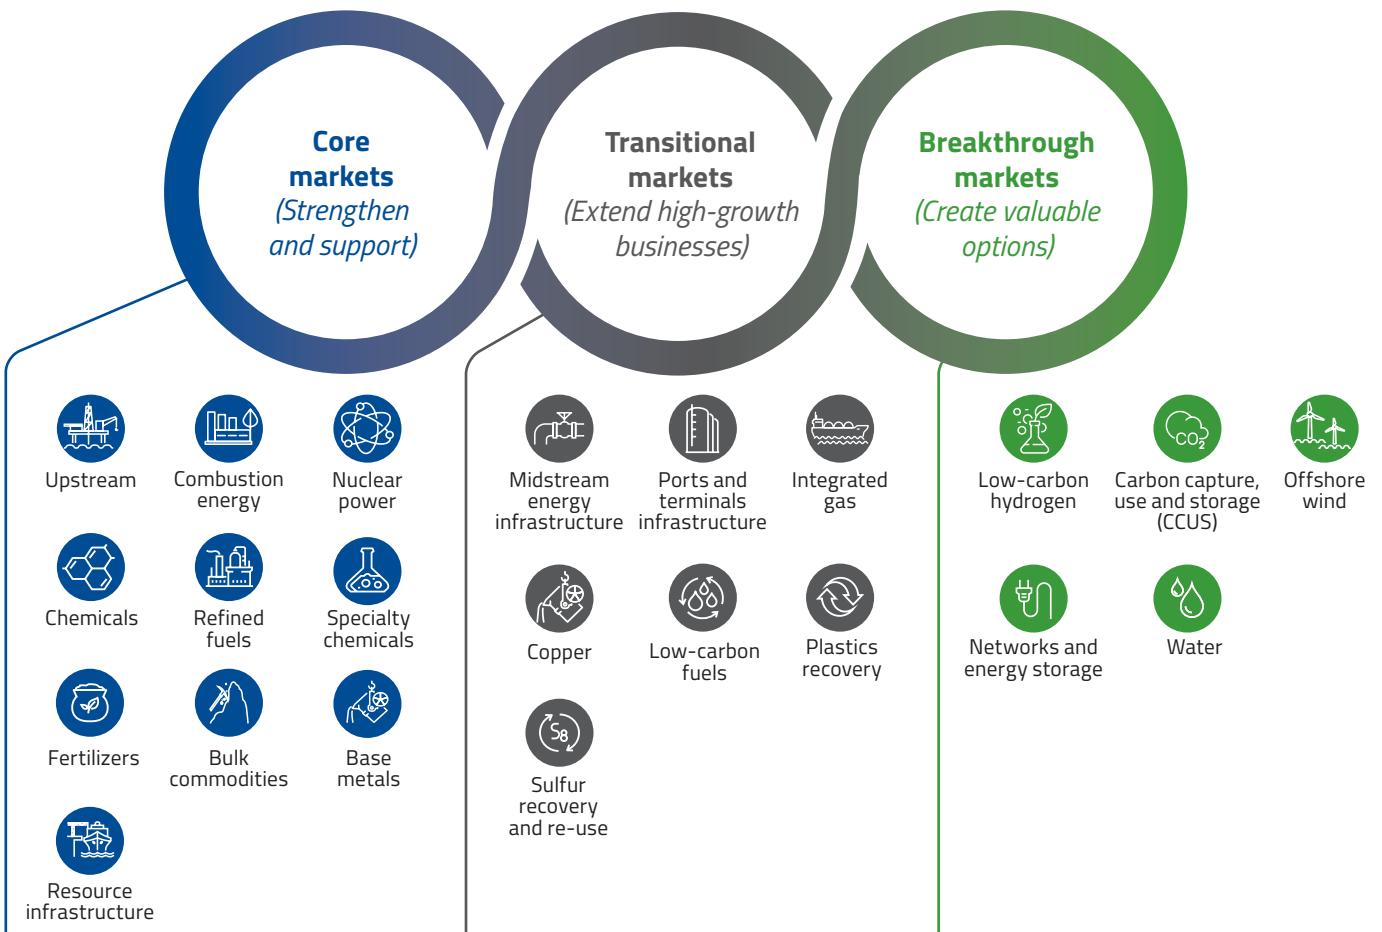 Core
markets
(Strengthen
and support)
Transitional
markets
(Extend high-growth
businesses)
Breakthrough
markets
(Create valuable
options)
Upstream
Combustion
energy
Nuclear
power
Chemicals
Refined
fuels
Specialty
chemicals
Fertilizers
Bulk
commodities
Base
metals
Resource
infrastructure
Midstream
energy
infrastructure
Ports and
terminals
infrastructure
Integrated
gas
Copper
Low-carbon
fuels
Plastics
recovery
S8
Sulfur
recovery
and re-use
Low-carbon
hydrogen
CO2
Carbon capture,
use and storage
(CCUS)
Offshore
wind
Networks and
energy storage
Water